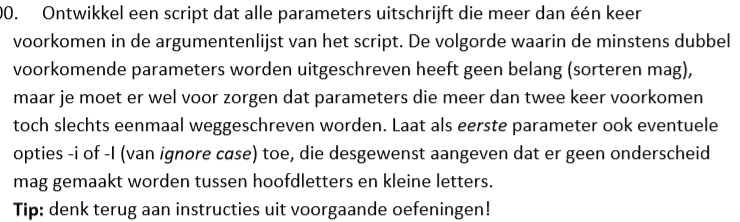 00. Ontwikkel een script dat alle parameters uitschrijft die meer dan één keer
voorkomen in de argumentenlijst van het script. De volgorde waarin de minstens dubbel
voorkomende parameters worden uitgeschreven heeft geen belang (sorteren mag),
maar je moet er wel voor zorgen dat parameters die meer dan twee keer voorkomen
toch slechts eenmaal weggeschreven worden. Laat als eerste parameter ook eventuele
opties -i of -I (van ignore case) toe, die desgewenst aangeven dat er geen onderscheid
mag gemaakt worden tussen hoofdletters en kleine letters.
Tip: denk terug aan instructies uit voorgaande oefeningen!